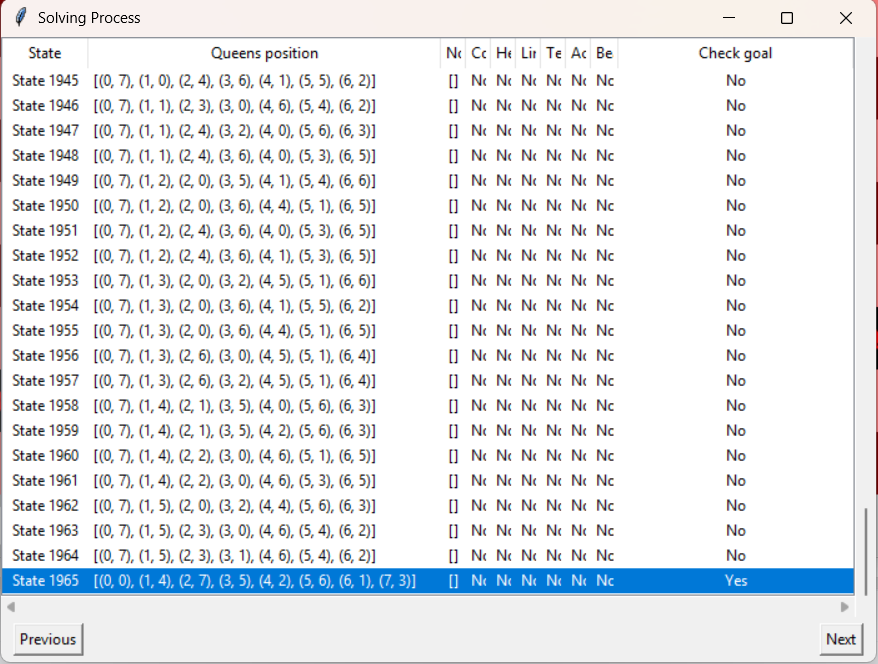 Solving Process
State Queens position Nc Cc He Lir Te Ac Be Check goal
State 1945 [(0, 7), (1, 0), (2, 4), (3, 6), (4, 1), (5, 5), (6, 2)] [] Nc Nc Nc Nc Nc Nc No
State 1946 [(0, 7), (1, 1), (2, 3), (3, 0), (4, 6), (5, 4), (6, 2)] [] Nc Nc Nc Nc Nc Nc No
State 1947 [(0, 7), (1, 1), (2, 4), (3, 2), (4, 0), (5, 6), (6, 3)] [] Nc Nc Nc Nc Nc Nc No
State 1948 [(0, 7), (1, 1), (2, 4), (3, 6), (4, 0), (5, 3), (6, 5)] [] Nc Nc Nc Nc Nc Nc No
State 1949 [(0, 7), (1, 2), (2, 0), (3, 5), (4, 1), (5, 4), (6, 6)] [] Nc Nc Nc Nc Nc Nc No
State 1950 [(0, 7), (1, 2), (2, 0), (3, 6), (4, 4), (5, 1), (6, 5)] [] Nc Nc Nc Nc Nc Nc No
State 1951 [(0, 7), (1, 2), (2, 4), (3, 6), (4, 0), (5, 3), (6, 5)] [] Nc Nc Nc Nc Nc Nc No
State 1952 [(0, 7), (1, 2), (2, 4), (3, 6), (4, 1), (5, 3), (6, 5)] [] Nc Nc Nc Nc Nc Nc No
State 1953 [(0, 7), (1, 3), (2, 0), (3, 2), (4, 5), (5, 1), (6, 6)] [] Nc Nc Nc Nc Nc Nc No
State 1954 [(0, 7), (1, 3), (2, 0), (3, 6), (4, 1), (5, 5), (6, 2)] [] Nc Nc Nc Nc Nc Nc No
State 1955 [(0, 7), (1, 3), (2, 0), (3, 6), (4, 4), (5, 1), (6, 5)] [] Nc Nc Nc Nc Nc Nc No
State 1956 [(0, 7), (1, 3), (2, 6), (3, 0), (4, 5), (5, 1), (6, 4)] [] Nc Nc Nc Nc Nc Nc No
State 1957 [(0, 7), (1, 3), (2, 6), (3, 2), (4, 5), (5, 1), (6, 4)] [] Nc Nc Nc Nc Nc Nc No
State 1958 [(0, 7), (1, 4), (2, 1), (3, 5), (4, 0), (5, 6), (6, 3)] [] Nc Nc Nc Nc Nc Nc No
State 1959 [(0, 7), (1, 4), (2, 1), (3, 5), (4, 2), (5, 6), (6, 3)] [] Nc Nc Nc Nc Nc Nc No
State 1960 [(0, 7), (1, 4), (2, 2), (3, 0), (4, 6), (5, 1), (6, 5)] [] Nc Nc Nc Nc Nc Nc No
State 1961 [(0, 7), (1, 4), (2, 2), (3, 0), (4, 6), (5, 3), (6, 5)] [] Nc Nc Nc Nc Nc Nc No
State 1962 [(0, 7), (1, 5), (2, 0), (3, 2), (4, 4), (5, 6), (6, 3)] [] Nc Nc Nc Nc Nc Nc No
State 1963 [(0, 7), (1, 5), (2, 3), (3, 0), (4, 6), (5, 4), (6, 2)] [] Nc Nc Nc Nc Nc Nc No
State 1964 [(0, 7), (1, 5), (2, 3), (3, 1), (4, 6), (5, 4), (6, 2)] [] Nc Nc Nc Nc Nc Nc No
State 1965 [(0, 0), (1, 4), (2, 7), (3, 5), (4, 2), (5, 6), (6, 1), (7, 3)] [] Nc Nc Nc Nc Nc Nc Yes
Previous Next